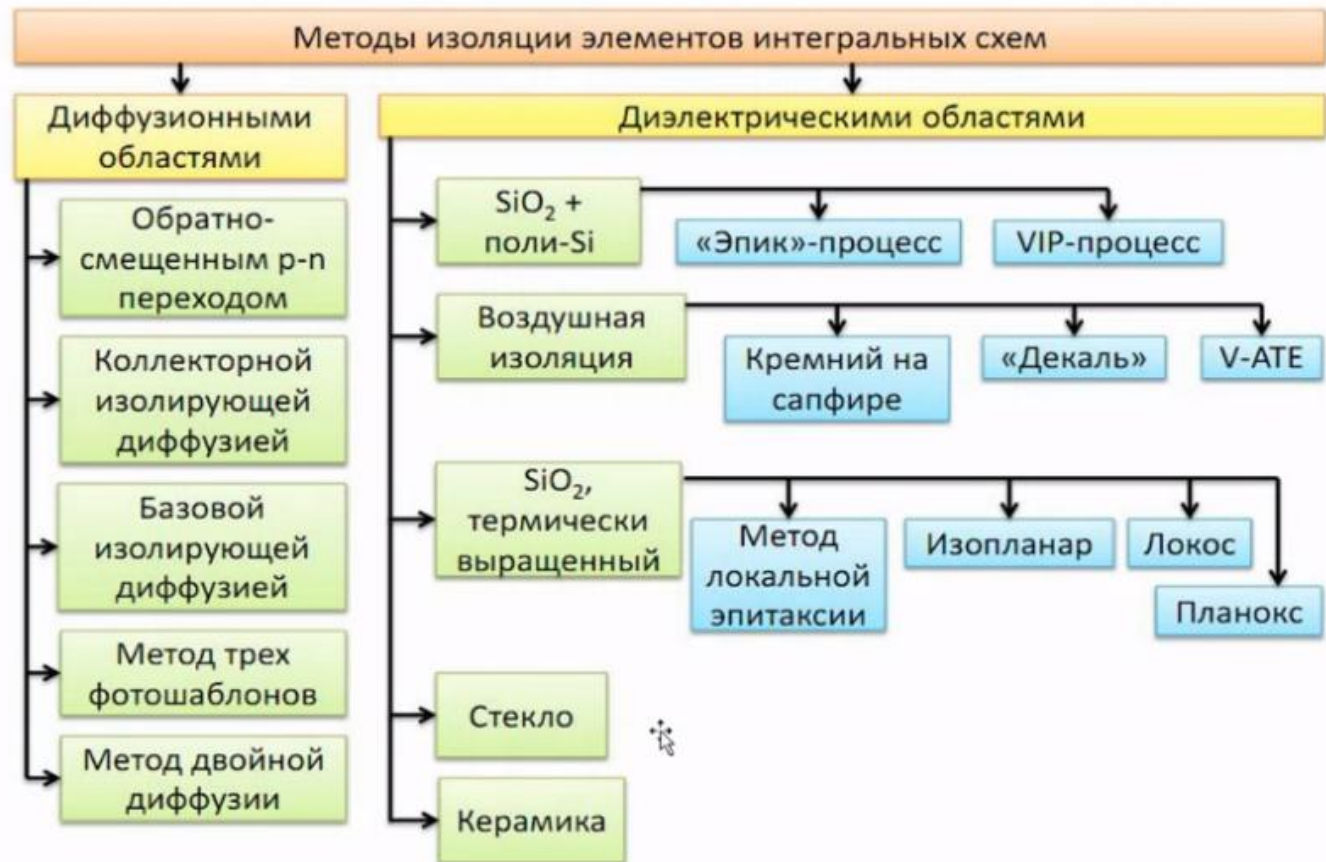 Методы изоляции элементов интегральных схем
Диффузионными
областями
Обратно-
смещенным p-n
переходом
Коллекторной
изолирующей
диффузией
Базовой
изолирующей
диффузией
Метод трех
фотошаблонов
Метод двойной
диффузии
Диэлектрическими областями
SiO₂ +
поли-Si
«Эпик»-процесс
VIP-процесс
Воздушная
изоляция
Кремний на
сапфире
«Декаль»
V-ATE
SiO₂,
термически
выращенный
Метод
локальной
эпитаксии
Изопланар
Локос
Планокс
Стекло
Керамика